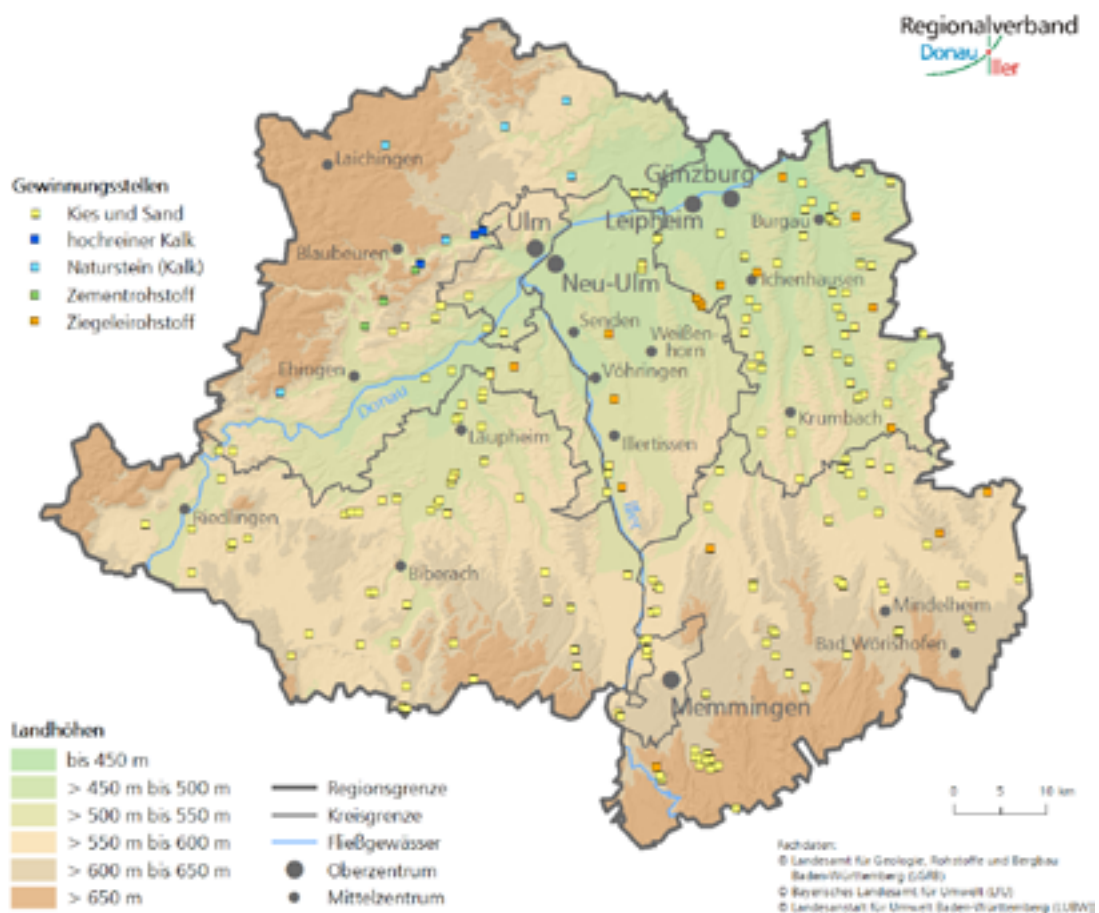 Regionalverband
Donau
Iller
Gewinnungsstellen
Kies und Sand
hochreiner Kalk
Naturstein (Kalk)
Zementrohstoff
Ziegeleirohstoff
Laichingen
Blaubeuren
Ulm
Neu-Ulm
Günzburg
Leipheim
Burgau
Ichenhausen
Senden
Weißen-
horn
Vöhringen
Ehingen
Donau
Laupheim
Illertissen
Krumbach
Iller
Riedlingen
Biberach
Mindelheim
Bad Wörishofen
Memmingen
Landhöhen
bis 450 m
> 450 m bis 500 m
> 500 m bis 550 m
> 550 m bis 600 m
> 600 m bis 650 m
> 650 m
Regionsgrenze
Kreisgrenze
Fließgewässer
Oberzentrum
Mittelzentrum
0 5 10 km
Fachdaten:
© Landesamt für Geologie, Rohstoffe und Bergbau
Baden-Württemberg (LGRB)
© Bayerisches Landesamt für Umwelt (LfU)
© Landesanstalt für Umwelt Baden-Württemberg (LUBW)